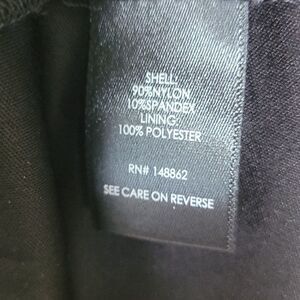 SHELL:
90%NYLON
10%SPANDEX
LINING:
100% POLYESTER
RN# 148862
SEE CARE ON REVERSE